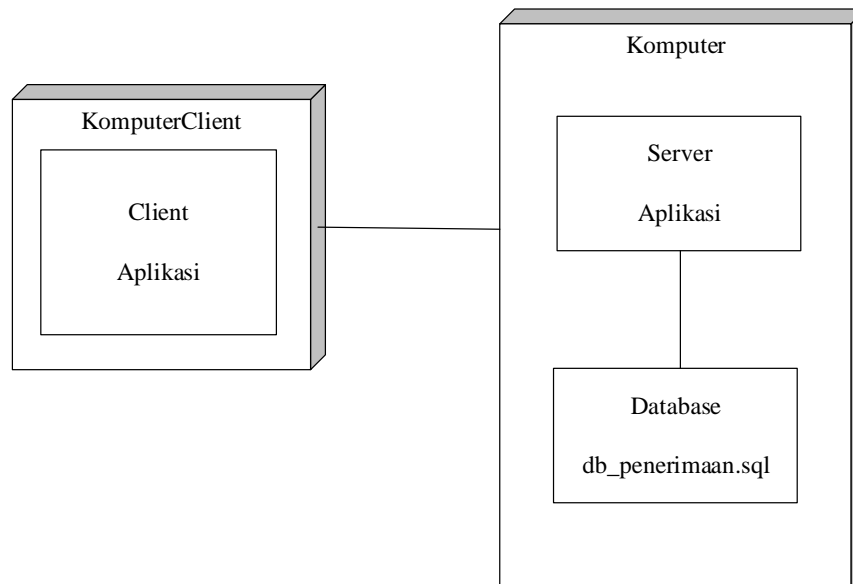 KomputerClient
Client
Aplikasi
Komputer
Server
Aplikasi
Database
db_penerimaan.sql